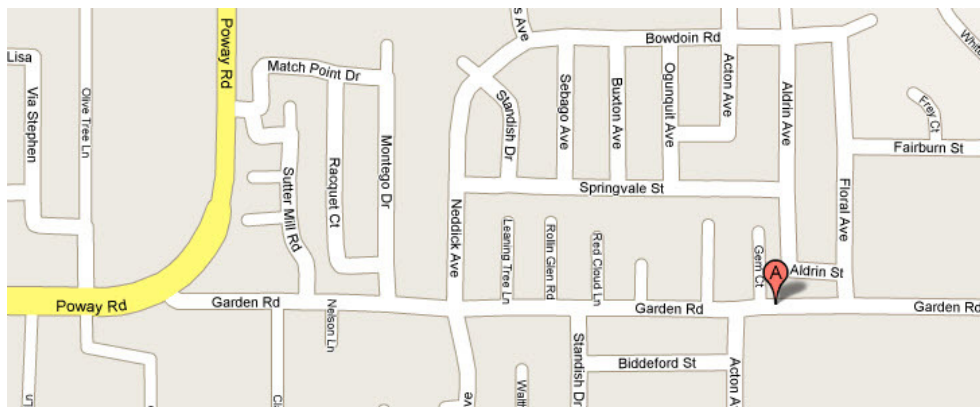 s Ave
Poway Rd
Bowdoin Rd
Lisa
Match Point Dr
Via Stephen
Olive Tree Ln
Standish Dr
Sebago Ave
Buxton Ave
Ogunquit Ave
Acton Ave
Aldrin Ave
Frey Ct
Fairburn St
Racquet Ct
Montego Dr
Sutter Mill Rd
Neddick Ave
Springvale St
Floral Ave
Leaning Tree Ln
Rollin Glen Rd
Red Cloud Ln
Gem Ct
A
Aldrin St
Poway Rd
Garden Rd
Nelson Ln
Garden Rd
Garden Rd
Standish Dr
Biddeford St
Acton A